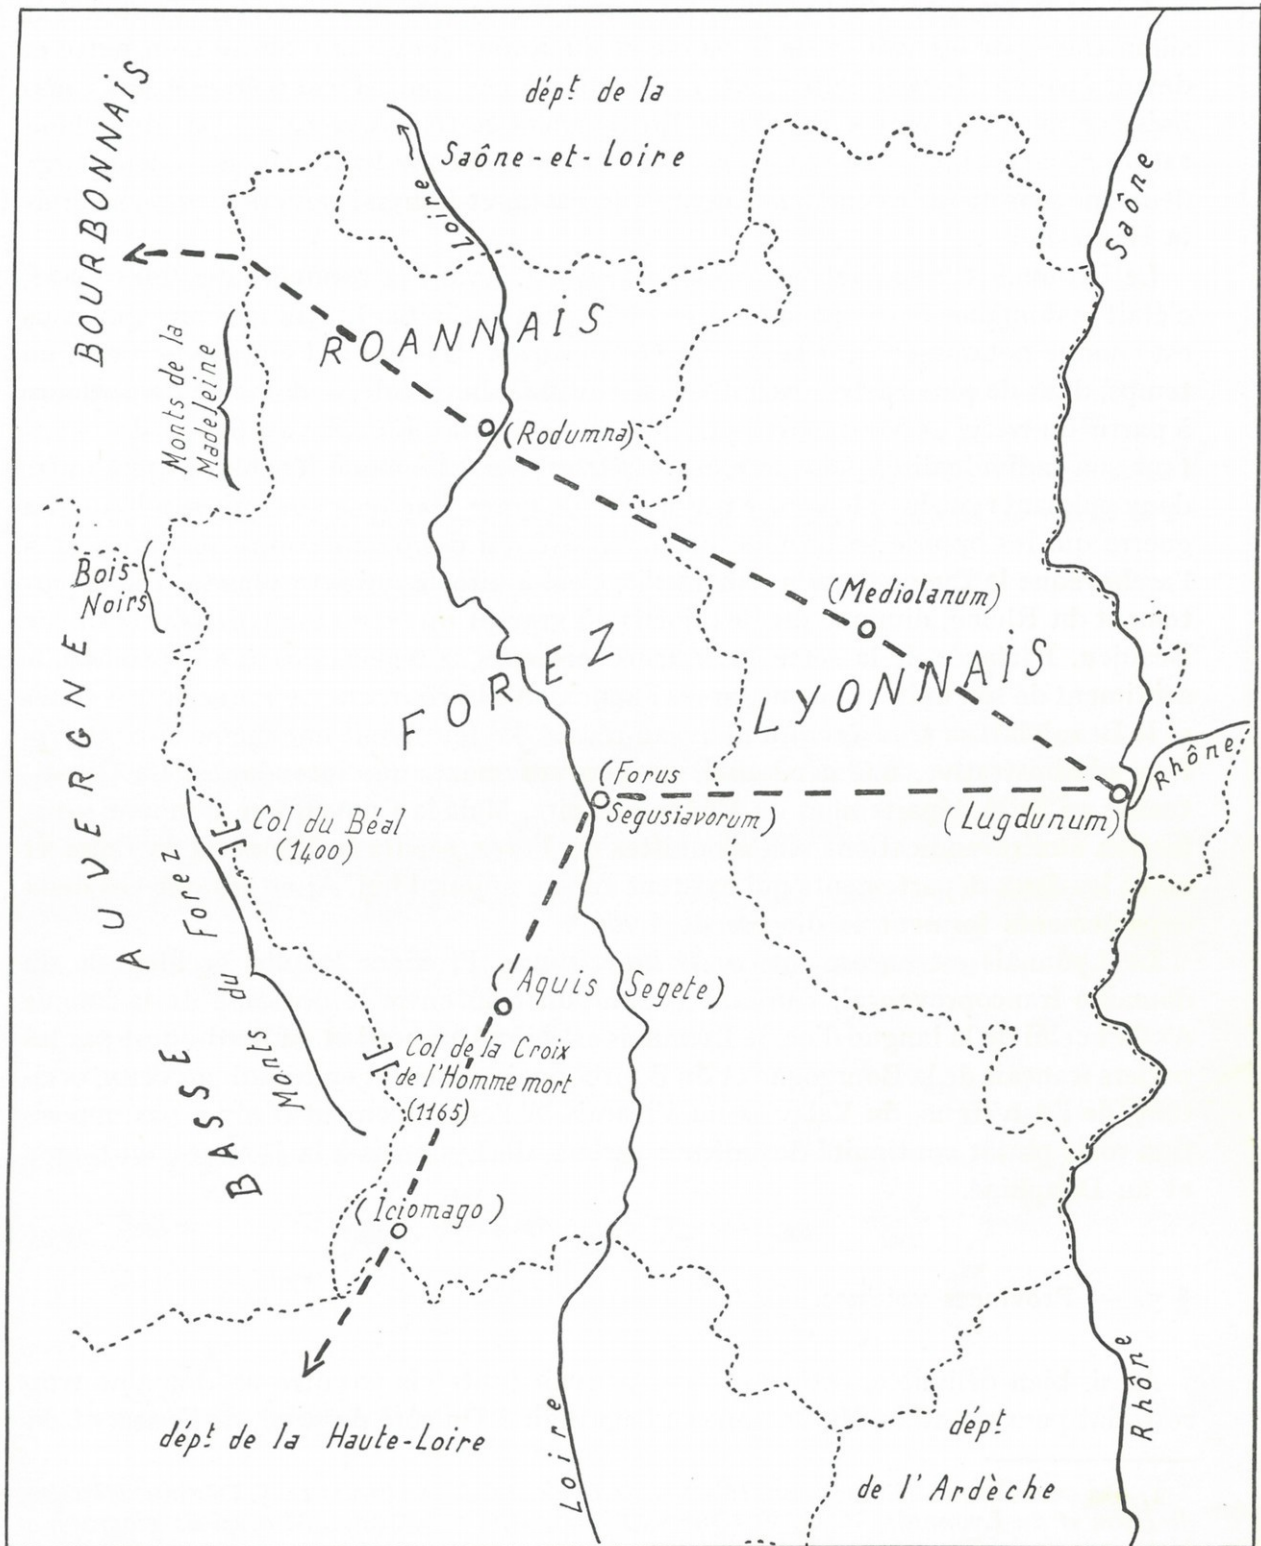 dépt de la
Saône-et-Loire
BOURBONNAIS
Loire
Saône
ROANNAIS
Monts de la
Madeleine
(Rodumna)
Bois
Noirs
(Mediolanum)
FOREZ
LYONNAIS
Rhône
(Forus
Segusiavorum)
(Lugdunum)
Col du Béal
(1400)
BASSE AUVERGNE
Monts du Forez
(Aquis Segete)
Col de la Croix
de l'Homme mort
(1165)
(Iciomago)
Rhône
Loire
dépt de la Haute-Loire
dépt
de l'Ardèche